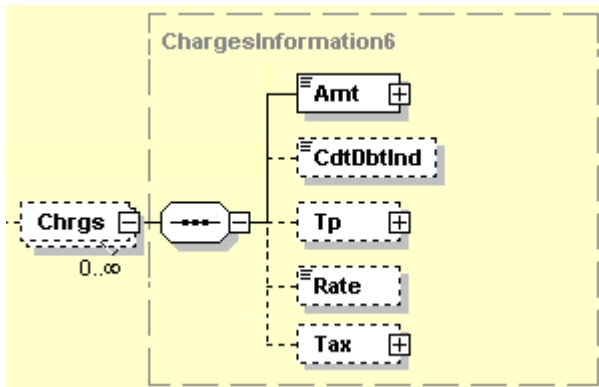 ChargesInformation6
Amt
CdtDbtInd
Chrgs
Tp
0..∞
Rate
Tax